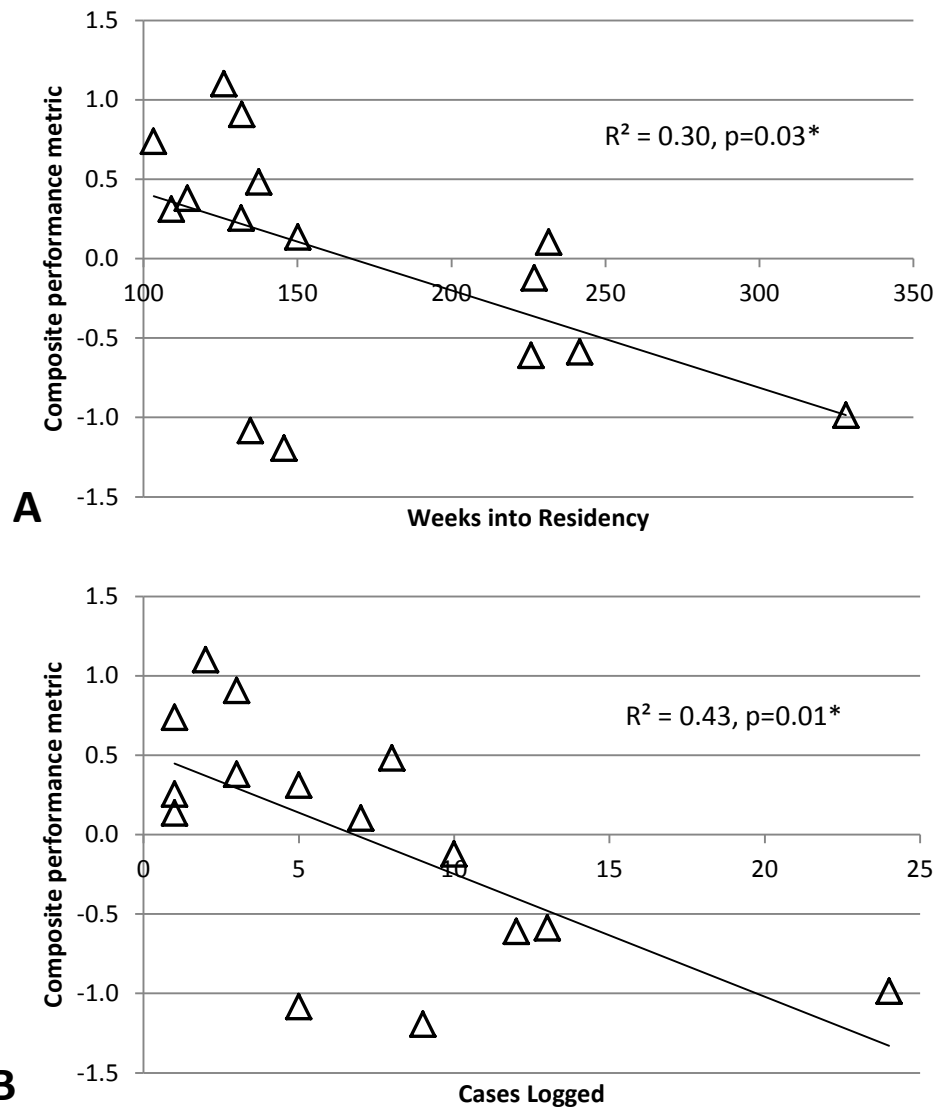 1.5
1.0
R² = 0.30, p=0.03*
0.5
0.0
100 150 200 250 300 350
-0.5
-1.0
-1.5
Composite performance metric
A
Weeks into Residency
1.5
1.0
R² = 0.43, p=0.01*
0.5
0.0
0 5 10 15 20 25
-0.5
-1.0
-1.5
Composite performance metric
B
Cases Logged